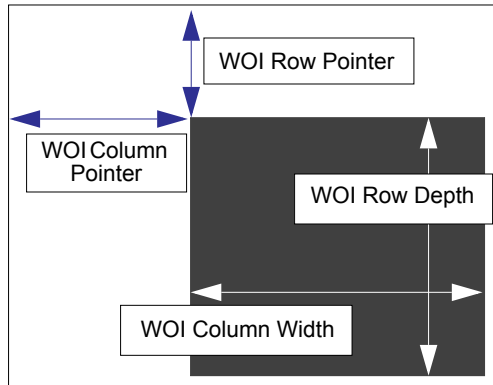 WOI Row Pointer
WOI Column
Pointer
WOI Row Depth
WOI Column Width